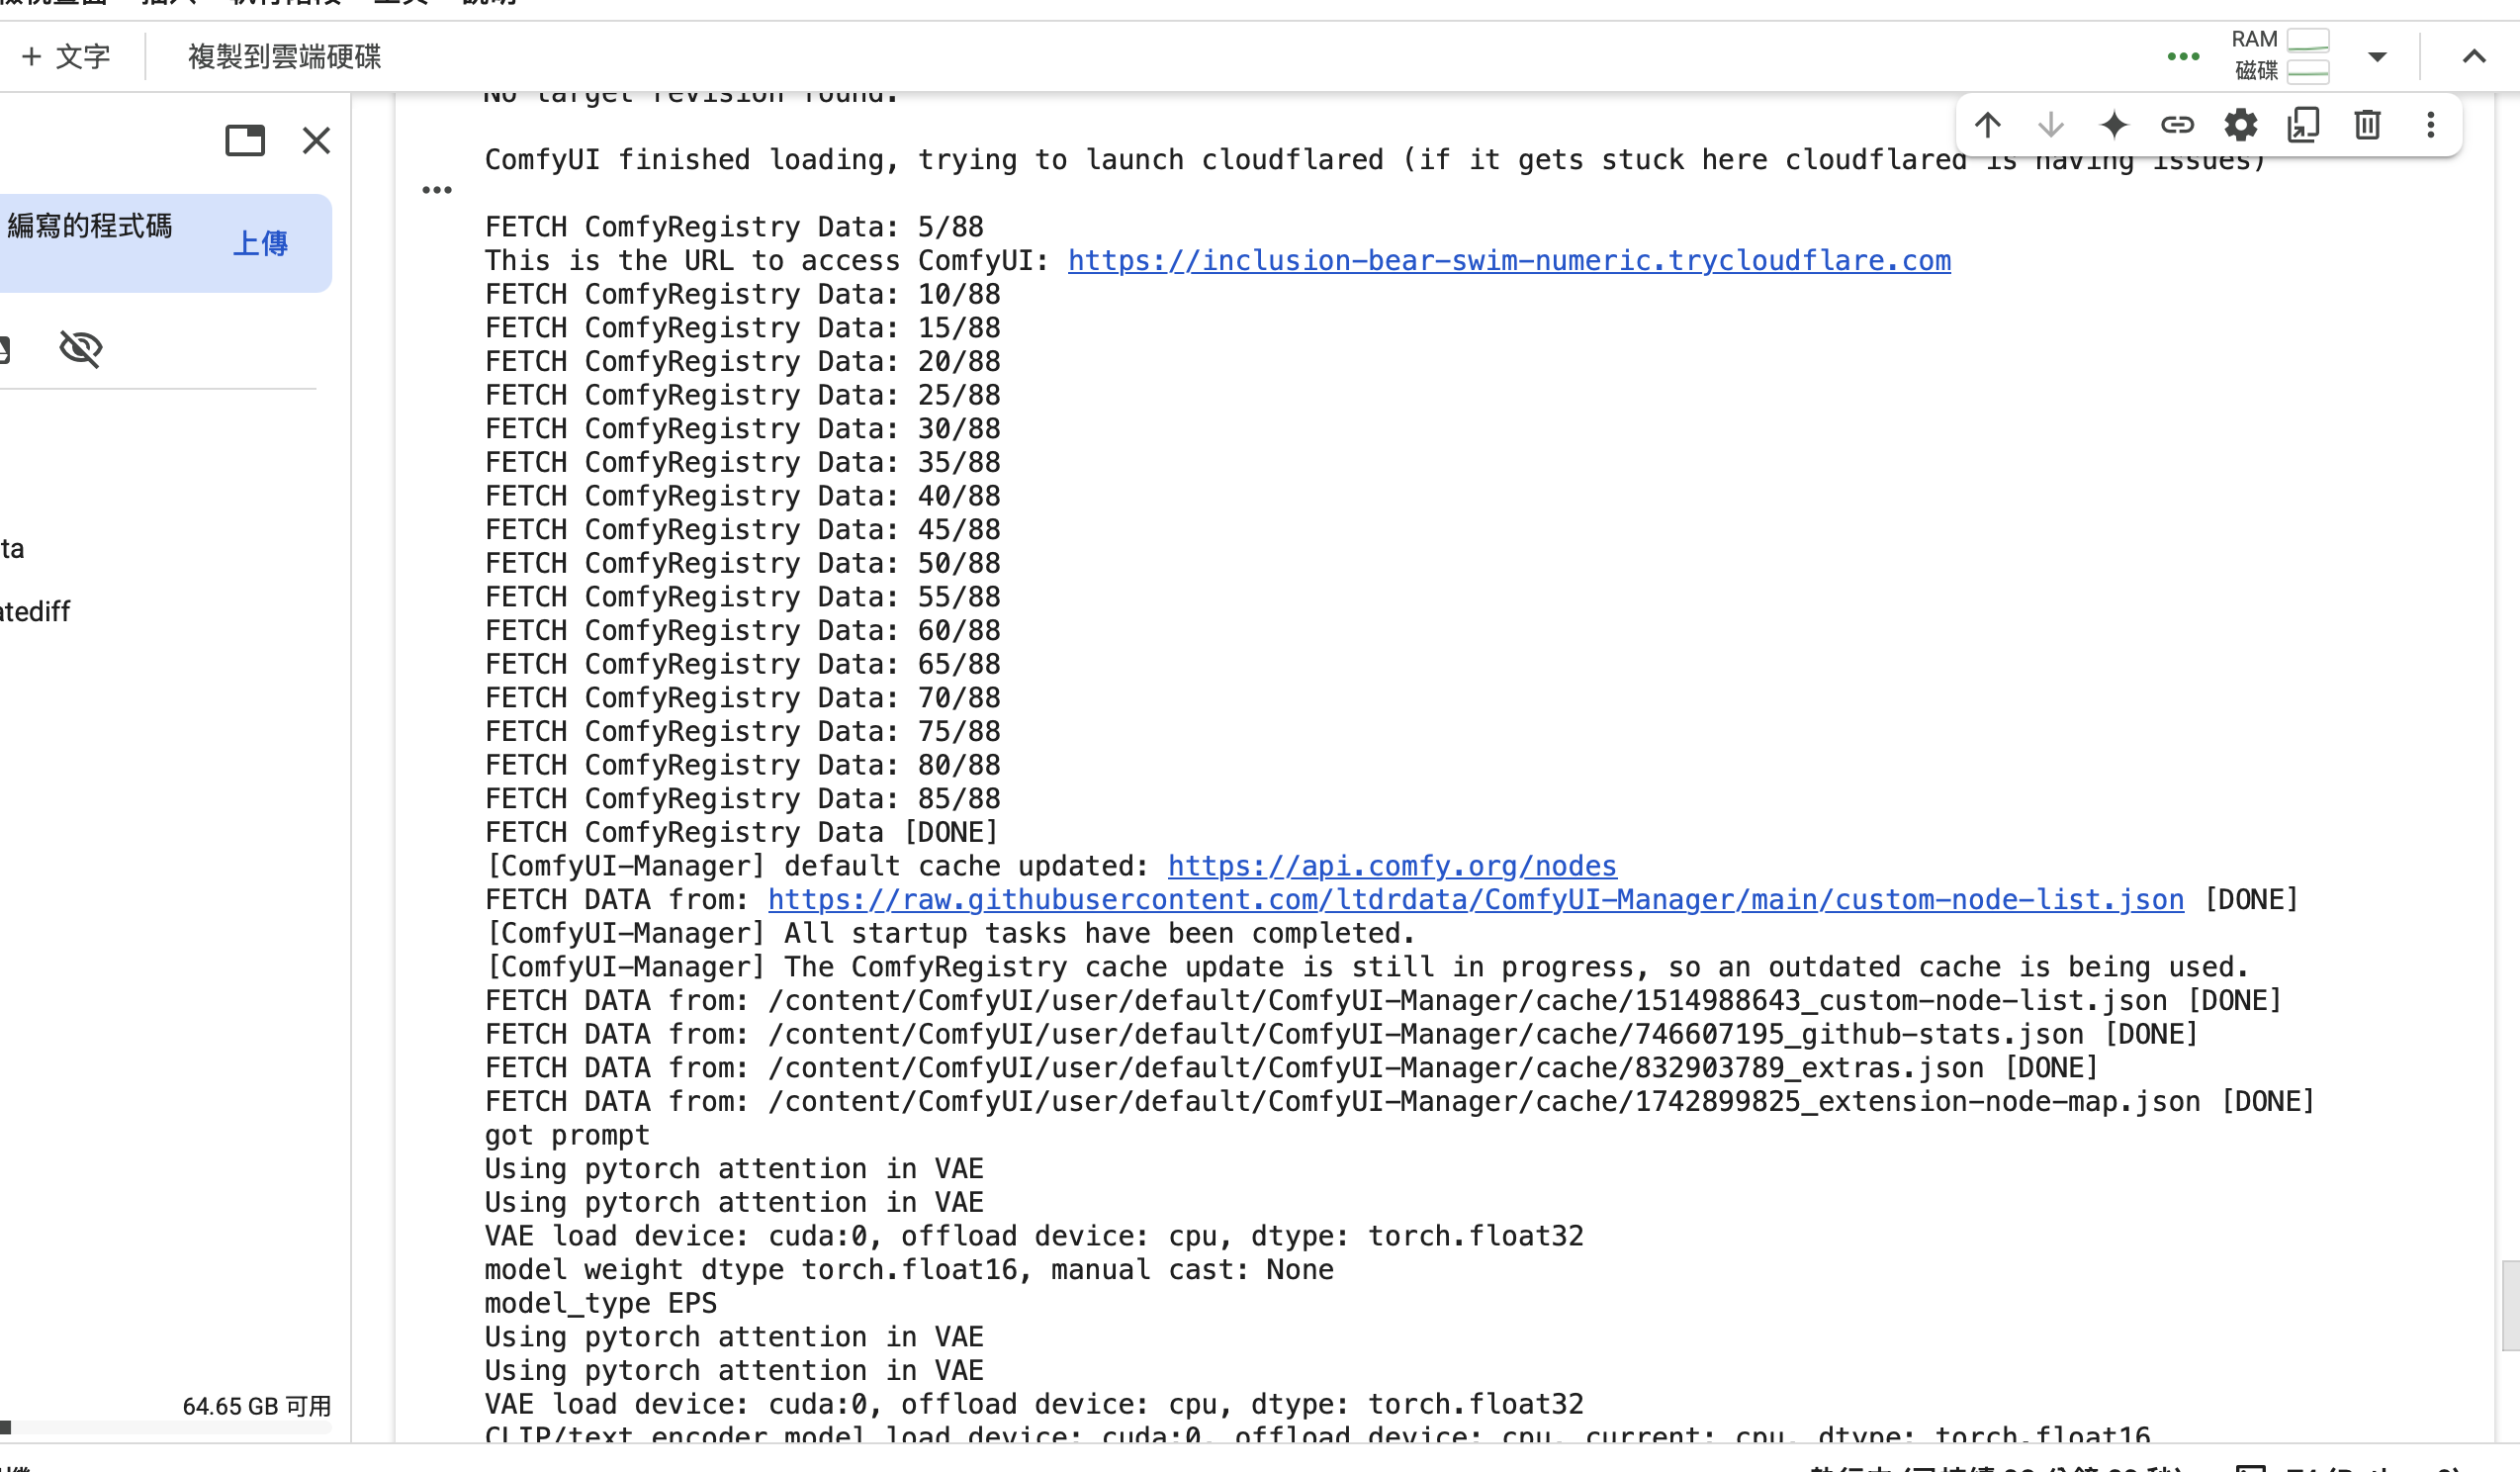 插入
工具
說明
+ 文字
複製到雲端硬碟
RAM
磁碟
編寫的程式碼
上傳
ta
atediff
64.65 GB 可用
No target revision found.
ComfyUI finished loading, trying to launch cloudflared (if it gets stuck here cloudflared is having issues)
FETCH ComfyRegistry Data: 5/88
This is the URL to access ComfyUI: https://inclusion-bear-swim-numeric.trycloudflare.com
FETCH ComfyRegistry Data: 10/88
FETCH ComfyRegistry Data: 15/88
FETCH ComfyRegistry Data: 20/88
FETCH ComfyRegistry Data: 25/88
FETCH ComfyRegistry Data: 30/88
FETCH ComfyRegistry Data: 35/88
FETCH ComfyRegistry Data: 40/88
FETCH ComfyRegistry Data: 45/88
FETCH ComfyRegistry Data: 50/88
FETCH ComfyRegistry Data: 55/88
FETCH ComfyRegistry Data: 60/88
FETCH ComfyRegistry Data: 65/88
FETCH ComfyRegistry Data: 70/88
FETCH ComfyRegistry Data: 75/88
FETCH ComfyRegistry Data: 80/88
FETCH ComfyRegistry Data: 85/88
FETCH ComfyRegistry Data [DONE]
[ComfyUI-Manager] default cache updated: https://api.comfy.org/nodes
FETCH DATA from: https://raw.githubusercontent.com/ltdrdata/ComfyUI-Manager/main/custom-node-list.json [DONE]
[ComfyUI-Manager] All startup tasks have been completed.
[ComfyUI-Manager] The ComfyRegistry cache update is still in progress, so an outdated cache is being used.
FETCH DATA from: /content/ComfyUI/user/default/ComfyUI-Manager/cache/1514988643_custom-node-list.json [DONE]
FETCH DATA from: /content/ComfyUI/user/default/ComfyUI-Manager/cache/746607195_github-stats.json [DONE]
FETCH DATA from: /content/ComfyUI/user/default/ComfyUI-Manager/cache/832903789_extras.json [DONE]
FETCH DATA from: /content/ComfyUI/user/default/ComfyUI-Manager/cache/1742899825_extension-node-map.json [DONE]
got prompt
Using pytorch attention in VAE
Using pytorch attention in VAE
VAE load device: cuda:0, offload device: cpu, dtype: torch.float32
model weight dtype torch.float16, manual cast: None
model_type EPS
Using pytorch attention in VAE
Using pytorch attention in VAE
VAE load device: cuda:0, offload device: cpu, dtype: torch.float32
CLIP/text encoder model load device: cuda:0, offload device: cpu, current: cpu, dtype: torch.float16